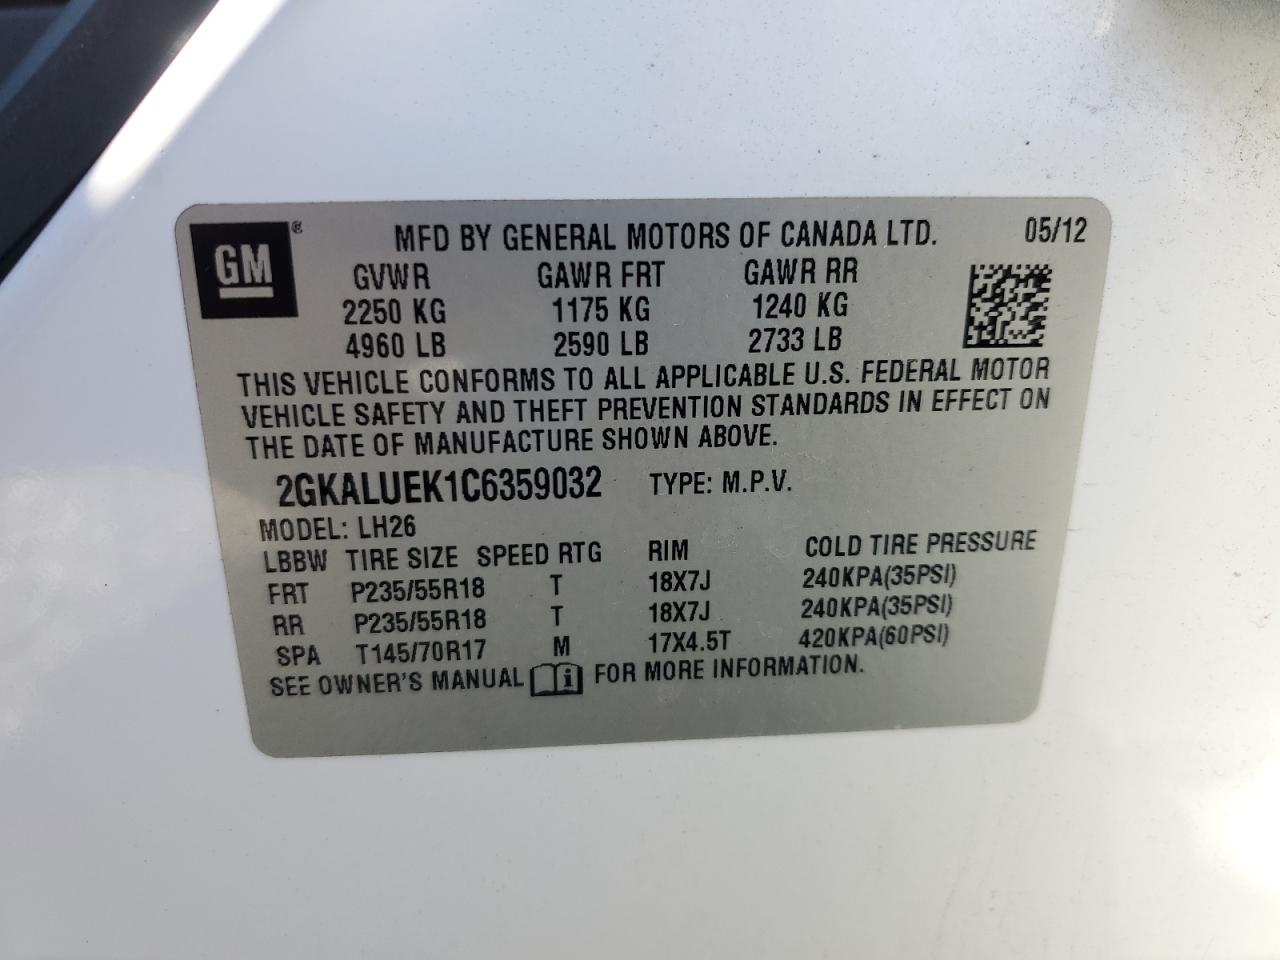 GM® MFD BY GENERAL MOTORS OF CANADA LTD. 05/12
GVWR GAWR FRT GAWR RR
2250 KG 1175 KG 1240 KG
4960 LB 2590 LB 2733 LB
THIS VEHICLE CONFORMS TO ALL APPLICABLE U.S. FEDERAL MOTOR
VEHICLE SAFETY AND THEFT PREVENTION STANDARDS IN EFFECT ON
THE DATE OF MANUFACTURE SHOWN ABOVE.
2GKALUEK1C6359032 TYPE: M.P.V.
MODEL: LH26
LBBW TIRE SIZE SPEED RTG RIM COLD TIRE PRESSURE
FRT P235/55R18 T 18X7J 240KPA(35PSI)
RR P235/55R18 T 18X7J 240KPA(35PSI)
SPA T145/70R17 M 17X4.5T 420KPA(60PSI)
SEE OWNER'S MANUAL i FOR MORE INFORMATION.